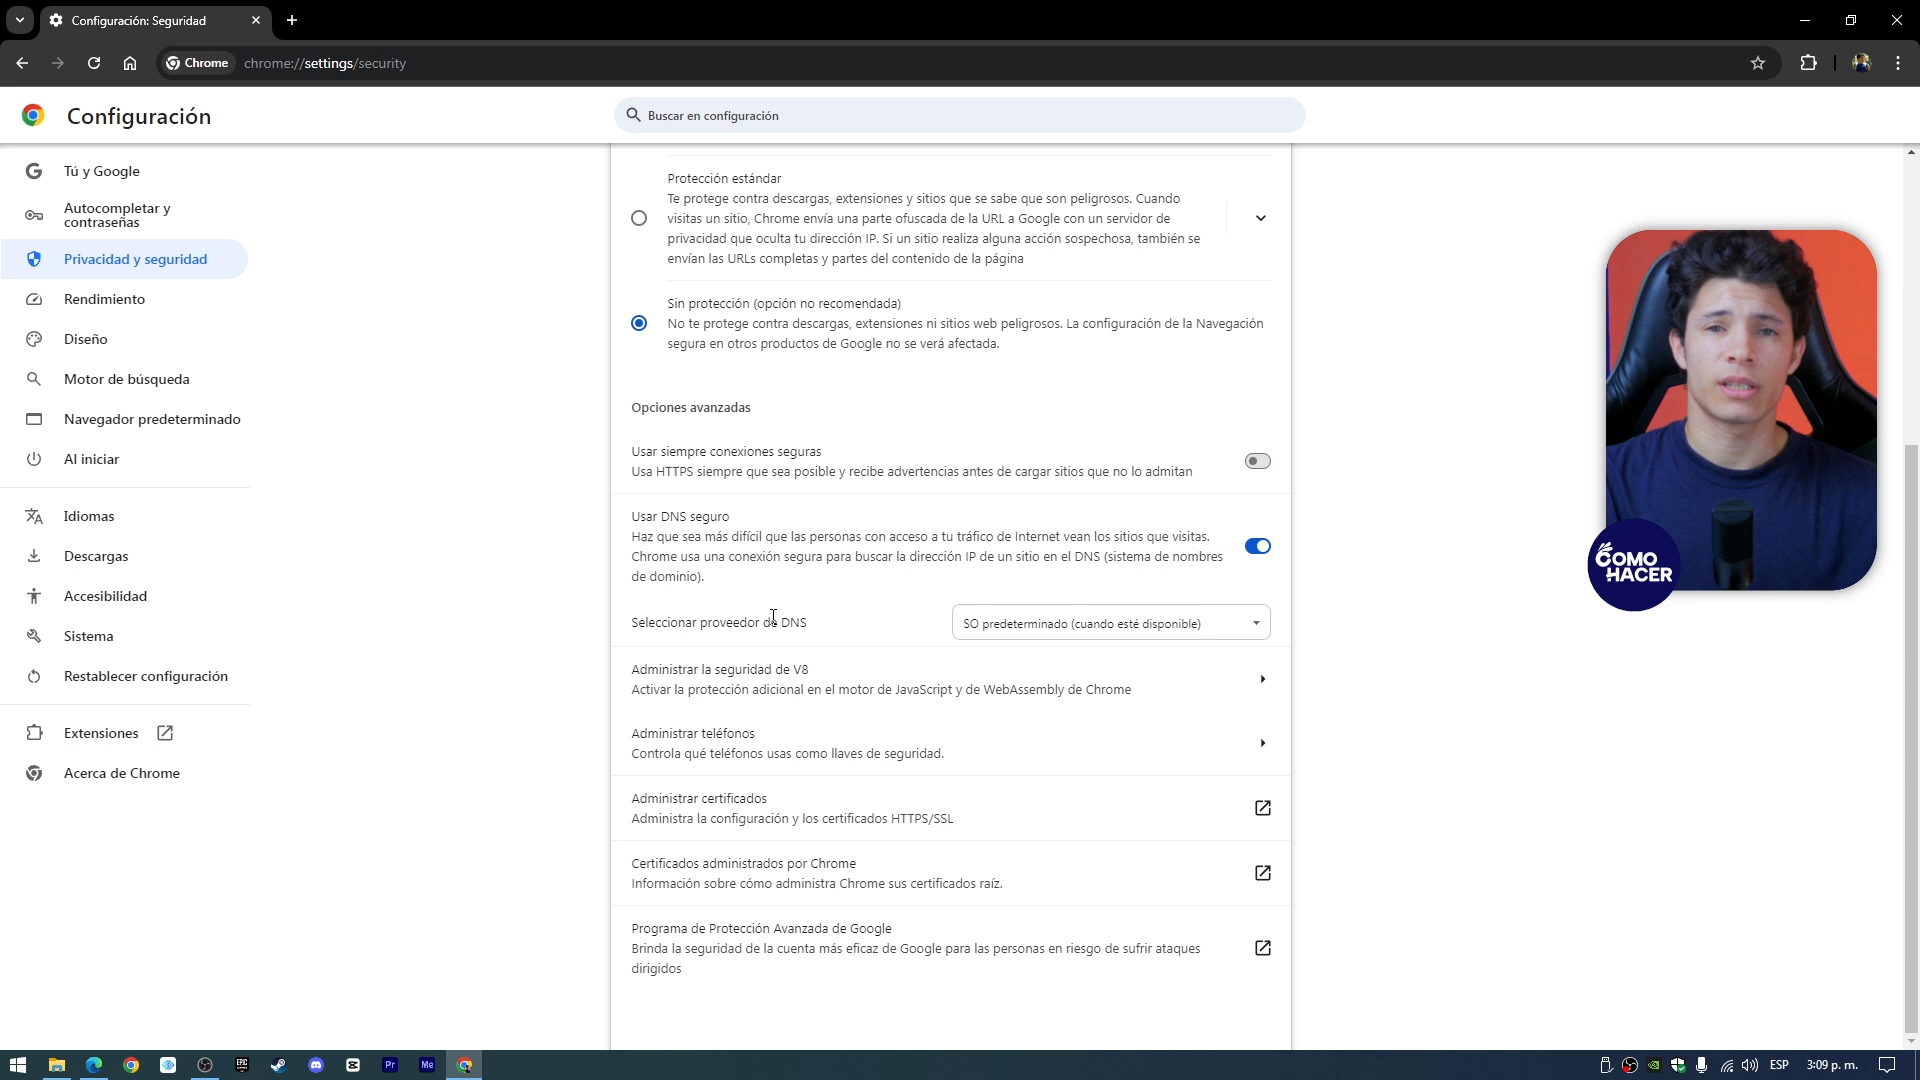 Configuración: Seguridad
Chrome
chrome://settings/security
Configuración
Buscar en configuración
Tú y Google
Autocompletar y
contraseñas
Privacidad y seguridad
Rendimiento
Diseño
Motor de búsqueda
Navegador predeterminado
Al iniciar
Idiomas
Descargas
Accesibilidad
Sistema
Restablecer configuración
Extensiones
Acerca de Chrome
Protección estándar
Te protege contra descargas, extensiones y sitios que se sabe que son peligrosos. Cuando
visitas un sitio, Chrome envía una parte ofuscada de la URL a Google con un servidor de
privacidad que oculta tu dirección IP. Si un sitio realiza alguna acción sospechosa, también se
envían las URLs completas y partes del contenido de la página
Sin protección (opción no recomendada)
No te protege contra descargas, extensiones ni sitios web peligrosos. La configuración de la Navegación
segura en otros productos de Google no se verá afectada.
Opciones avanzadas
Usar siempre conexiones seguras
Usa HTTPS siempre que sea posible y recibe advertencias antes de cargar sitios que no lo admitan
Usar DNS seguro
Haz que sea más difícil que las personas con acceso a tu tráfico de Internet vean los sitios que visitas.
Chrome usa una conexión segura para buscar la dirección IP de un sitio en el DNS (sistema de nombres
de dominio).
Seleccionar proveedor de DNS
SO predeterminado (cuando esté disponible)
Administrar la seguridad de V8
Activar la protección adicional en el motor de JavaScript y de WebAssembly de Chrome
Administrar teléfonos
Controla qué teléfonos usas como llaves de seguridad.
Administrar certificados
Administra la configuración y los certificados HTTPS/SSL
Certificados administrados por Chrome
Información sobre cómo administra Chrome sus certificados raíz.
Programa de Protección Avanzada de Google
Brinda la seguridad de la cuenta más eficaz de Google para las personas en riesgo de sufrir ataques
dirigidos
COMO
HACER
EPIC
Pr
Me
ESP
3:09 p. m.